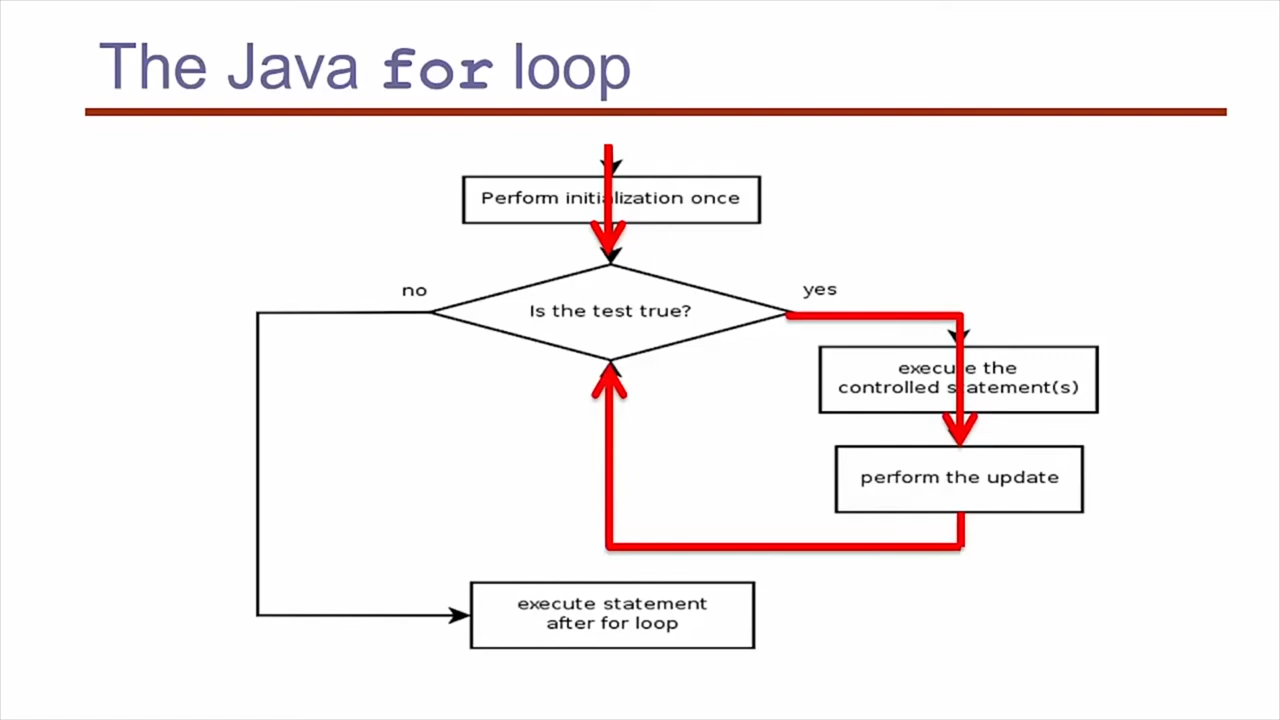 The Java for loop
Perform initialization once
no
yes
Is the test true?
execute the
controlled statement(s)
perform the update
execute statement
after for loop